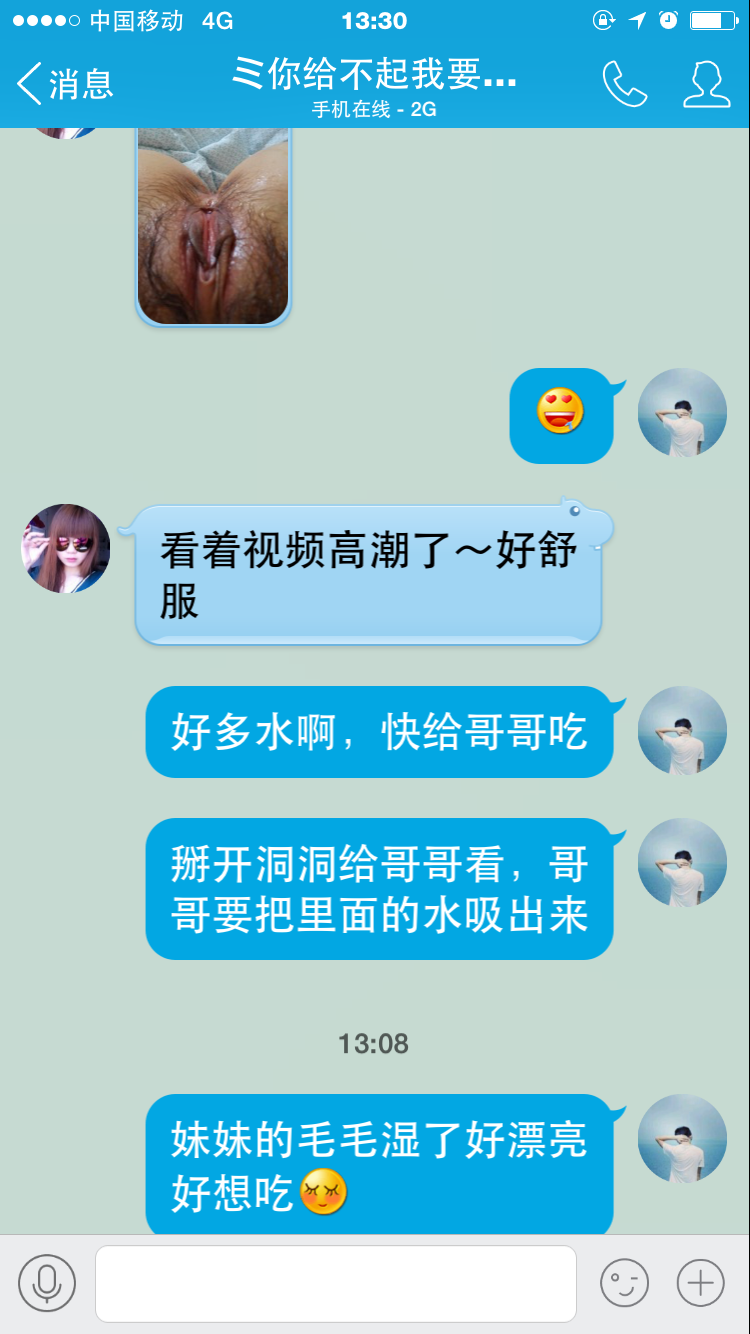 中国移动 4G 13:30
消息
ミ你给不起我要...
手机在线 - 2G
看着视频高潮了～好舒
服
好多水啊，快给哥哥吃
掰开洞洞给哥哥看，哥
哥要把里面的水吸出来
13:08
妹妹的毛毛湿了好漂亮
好想吃